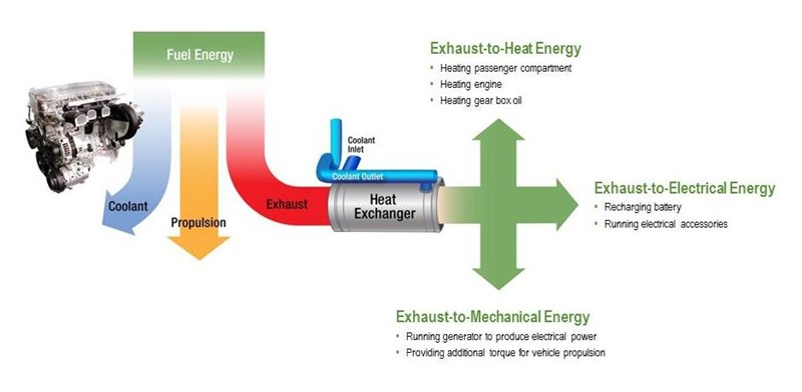 Fuel Energy
Coolant
Propulsion
Exhaust
Coolant
Inlet
Coolant Outlet
Heat
Exchanger
Exhaust-to-Heat Energy
• Heating passenger compartment
• Heating engine
• Heating gear box oil
Exhaust-to-Electrical Energy
• Recharging battery
• Running electrical accessories
Exhaust-to-Mechanical Energy
• Running generator to produce electrical power
• Providing additional torque for vehicle propulsion